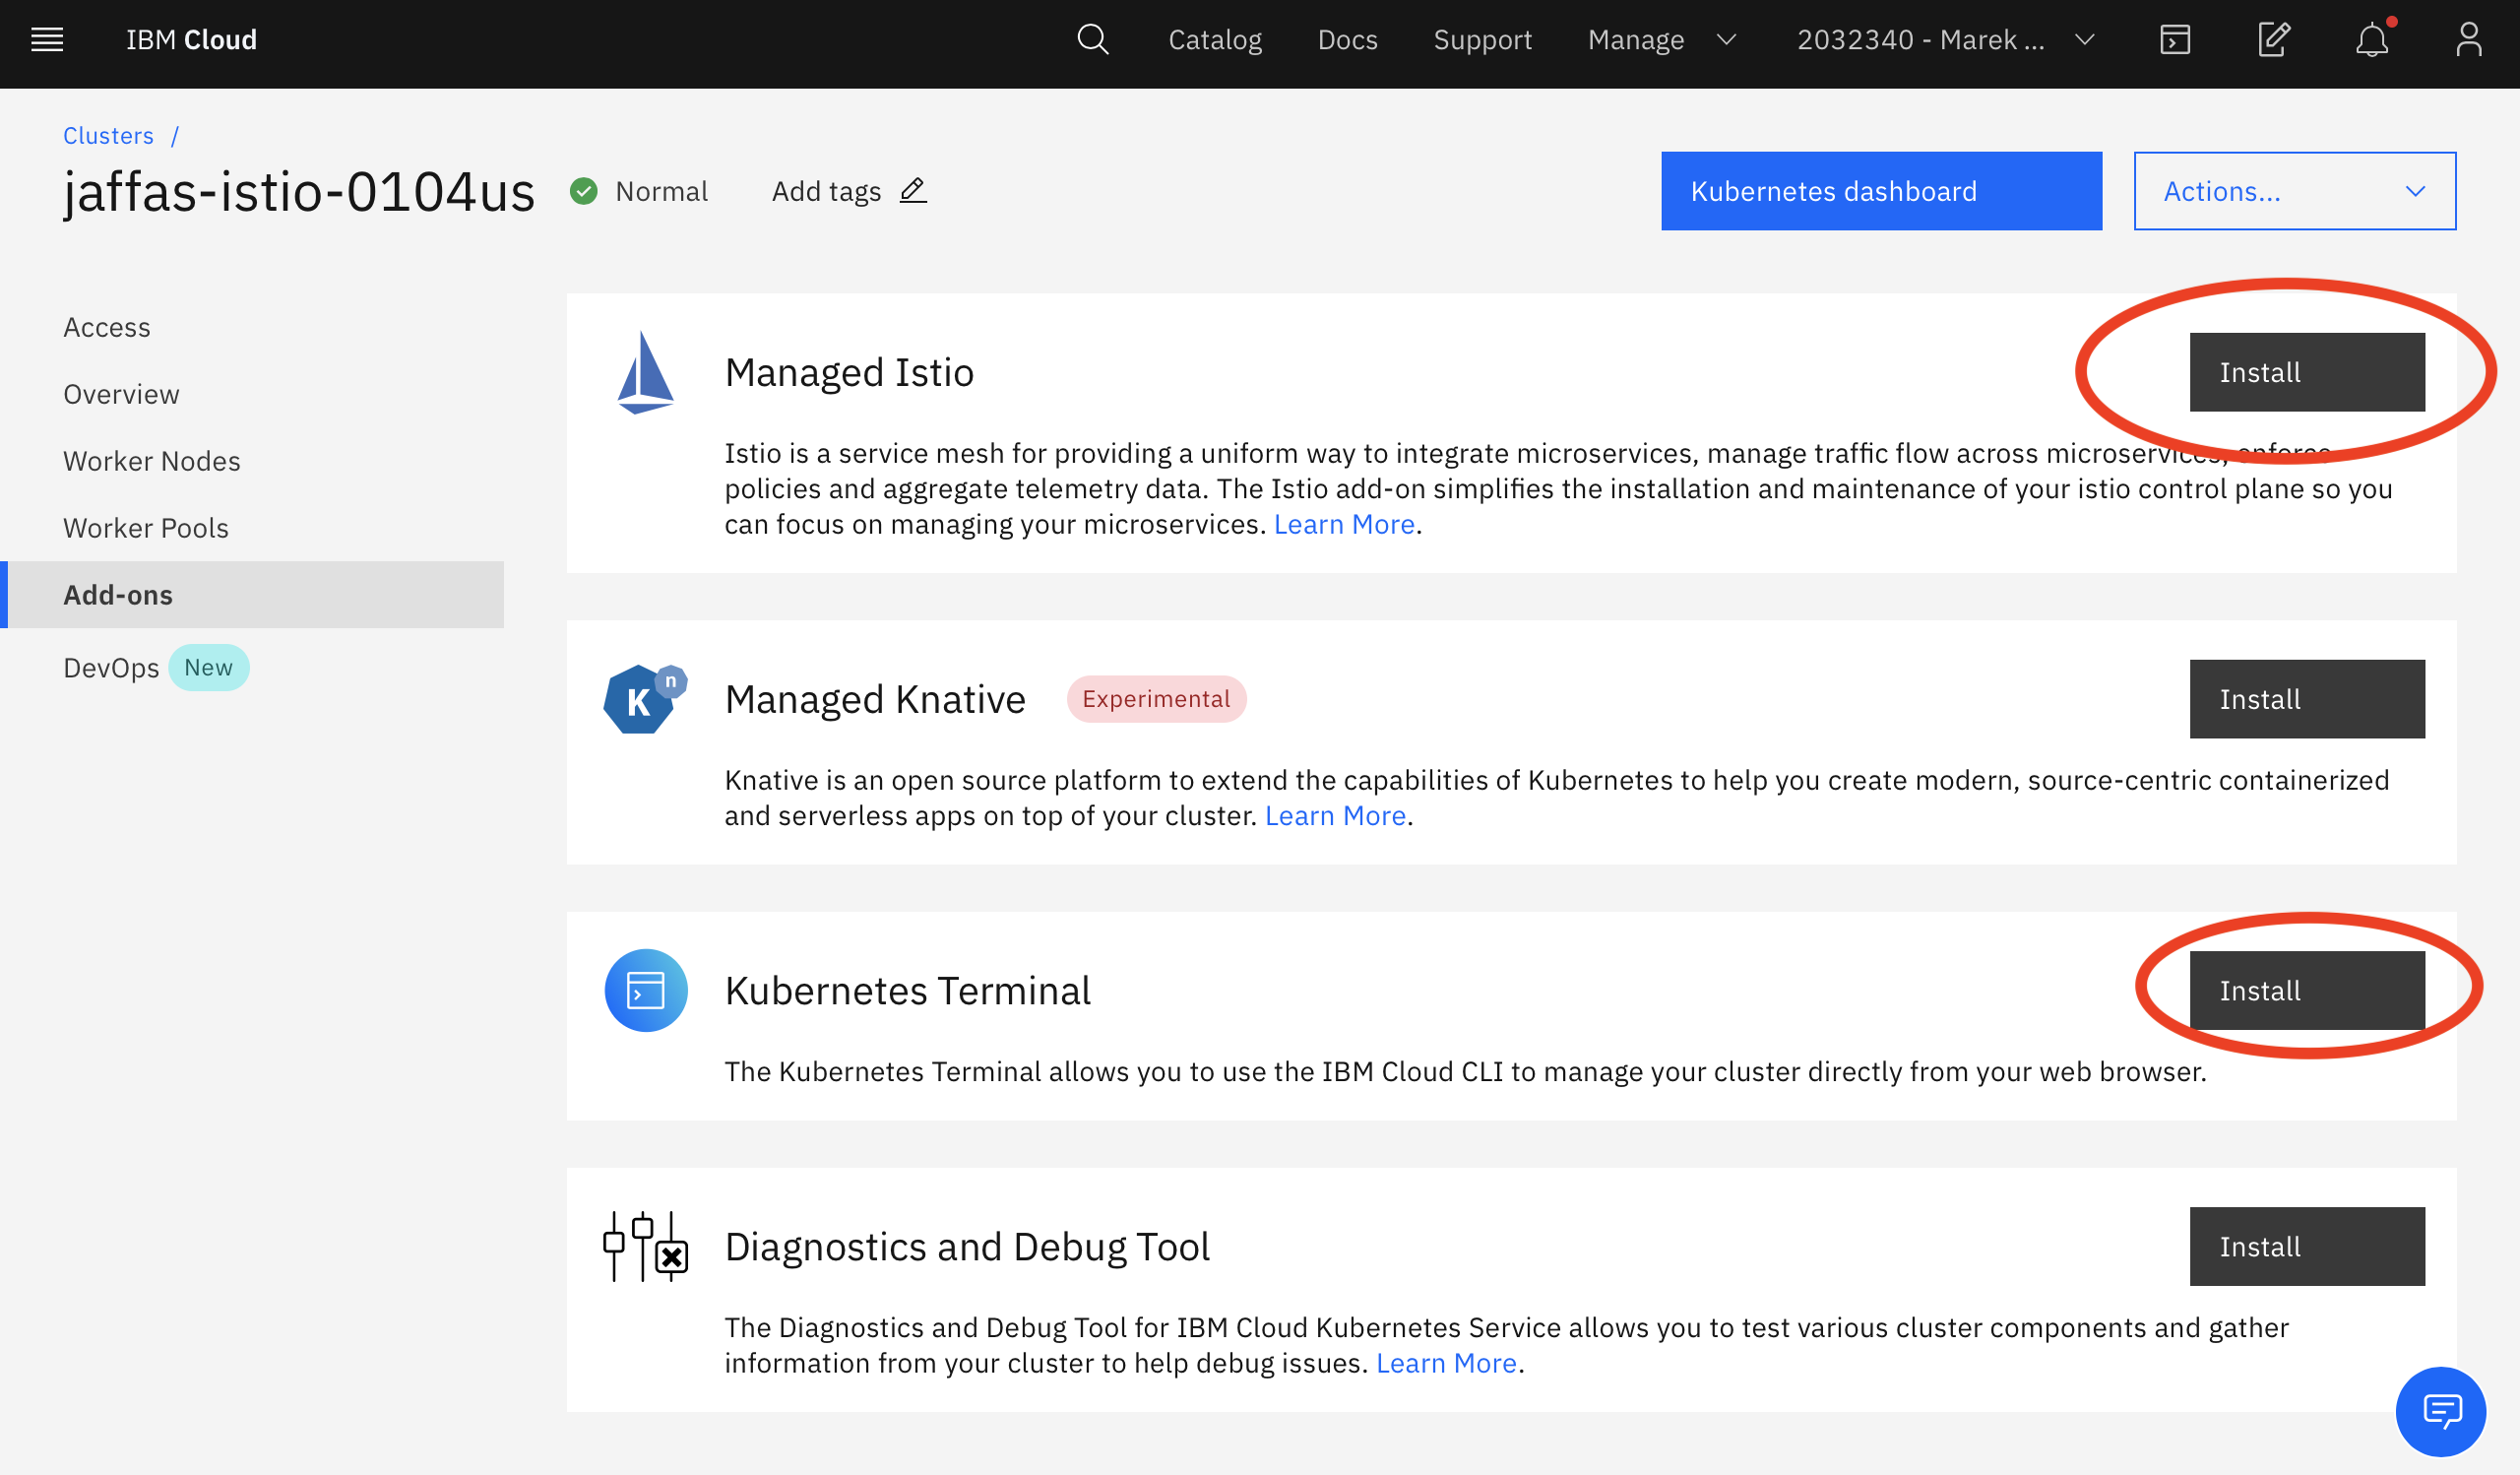 IBM Cloud
Catalog
Docs
Support
Manage
2032340 - Marek ...
Clusters /
jaffas-istio-0104us
Normal
Add tags
Kubernetes dashboard
Actions...
Access
Overview
Worker Nodes
Worker Pools
Add-ons
DevOps New
Managed Istio
Install
Istio is a service mesh for providing a uniform way to integrate microservices, manage traffic flow across microservices, enforce
policies and aggregate telemetry data. The Istio add-on simplifies the installation and maintenance of your istio control plane so you
can focus on managing your microservices. Learn More.
K n
Managed Knative
Experimental
Install
Knative is an open source platform to extend the capabilities of Kubernetes to help you create modern, source-centric containerized
and serverless apps on top of your cluster. Learn More.
Kubernetes Terminal
Install
The Kubernetes Terminal allows you to use the IBM Cloud CLI to manage your cluster directly from your web browser.
Diagnostics and Debug Tool
Install
The Diagnostics and Debug Tool for IBM Cloud Kubernetes Service allows you to test various cluster components and gather
information from your cluster to help debug issues. Learn More.